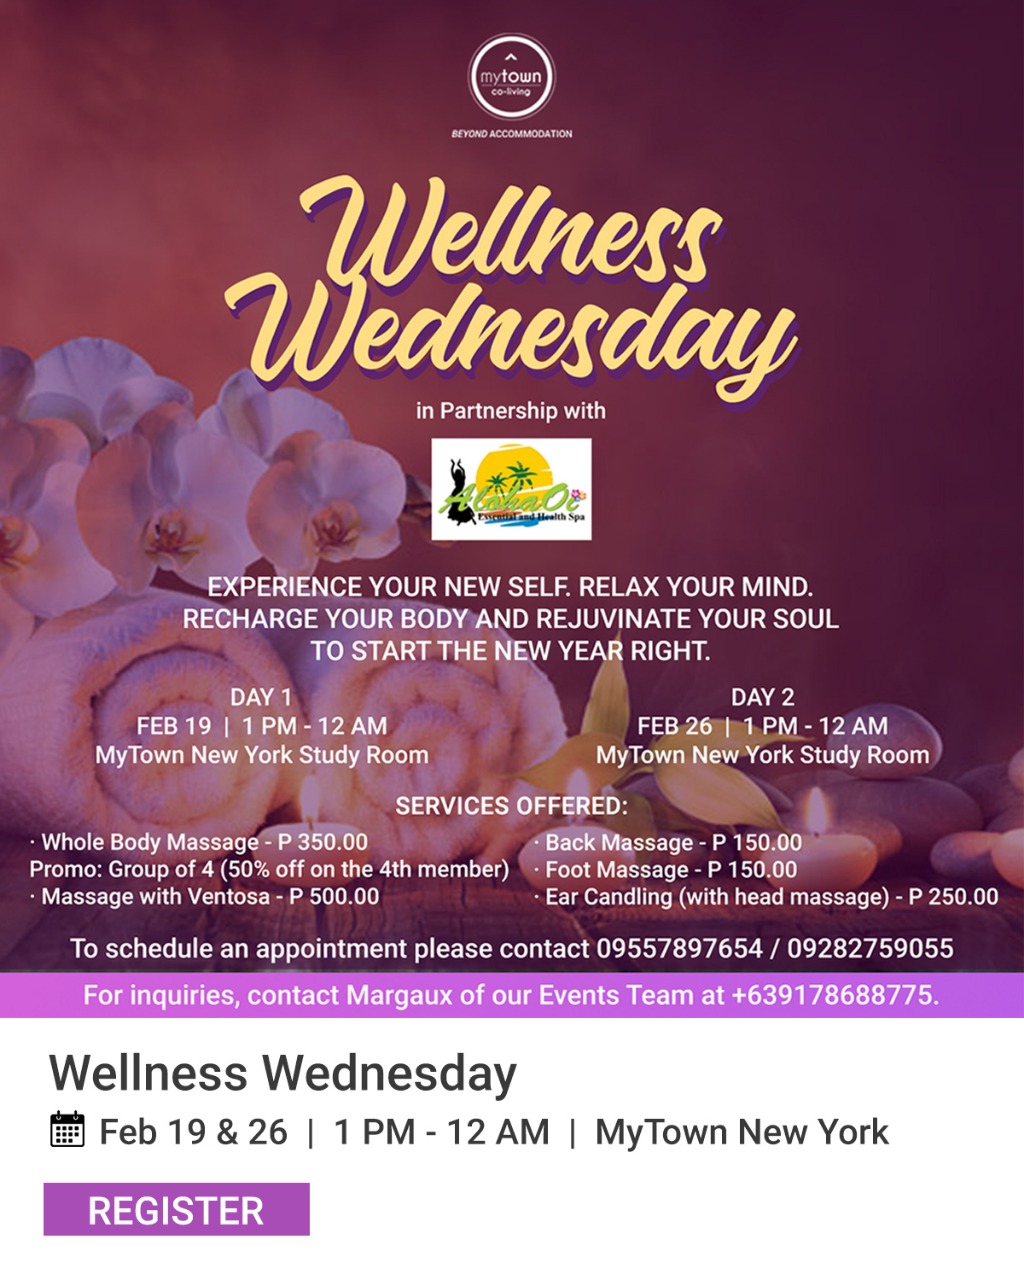 mytown
co-living
BEYOND ACCOMMODATION
Wellness
Wednesday
in Partnership with
AlohaOi
Essential and Health Spa
EXPERIENCE YOUR NEW SELF. RELAX YOUR MIND.
RECHARGE YOUR BODY AND REJUVINATE YOUR SOUL
TO START THE NEW YEAR RIGHT.
DAY 1
FEB 19 | 1 PM - 12 AM
MyTown New York Study Room
DAY 2
FEB 26 | 1 PM - 12 AM
MyTown New York Study Room
SERVICES OFFERED:
· Whole Body Massage - P 350.00
Promo: Group of 4 (50% off on the 4th member)
· Massage with Ventosa - P 500.00
· Back Massage - P 150.00
· Foot Massage - P 150.00
· Ear Candling (with head massage) - P 250.00
To schedule an appointment please contact 09557897654 / 09282759055
For inquiries, contact Margaux of our Events Team at +639178688775.
Wellness Wednesday
Feb 19 & 26 | 1 PM - 12 AM | MyTown New York
REGISTER